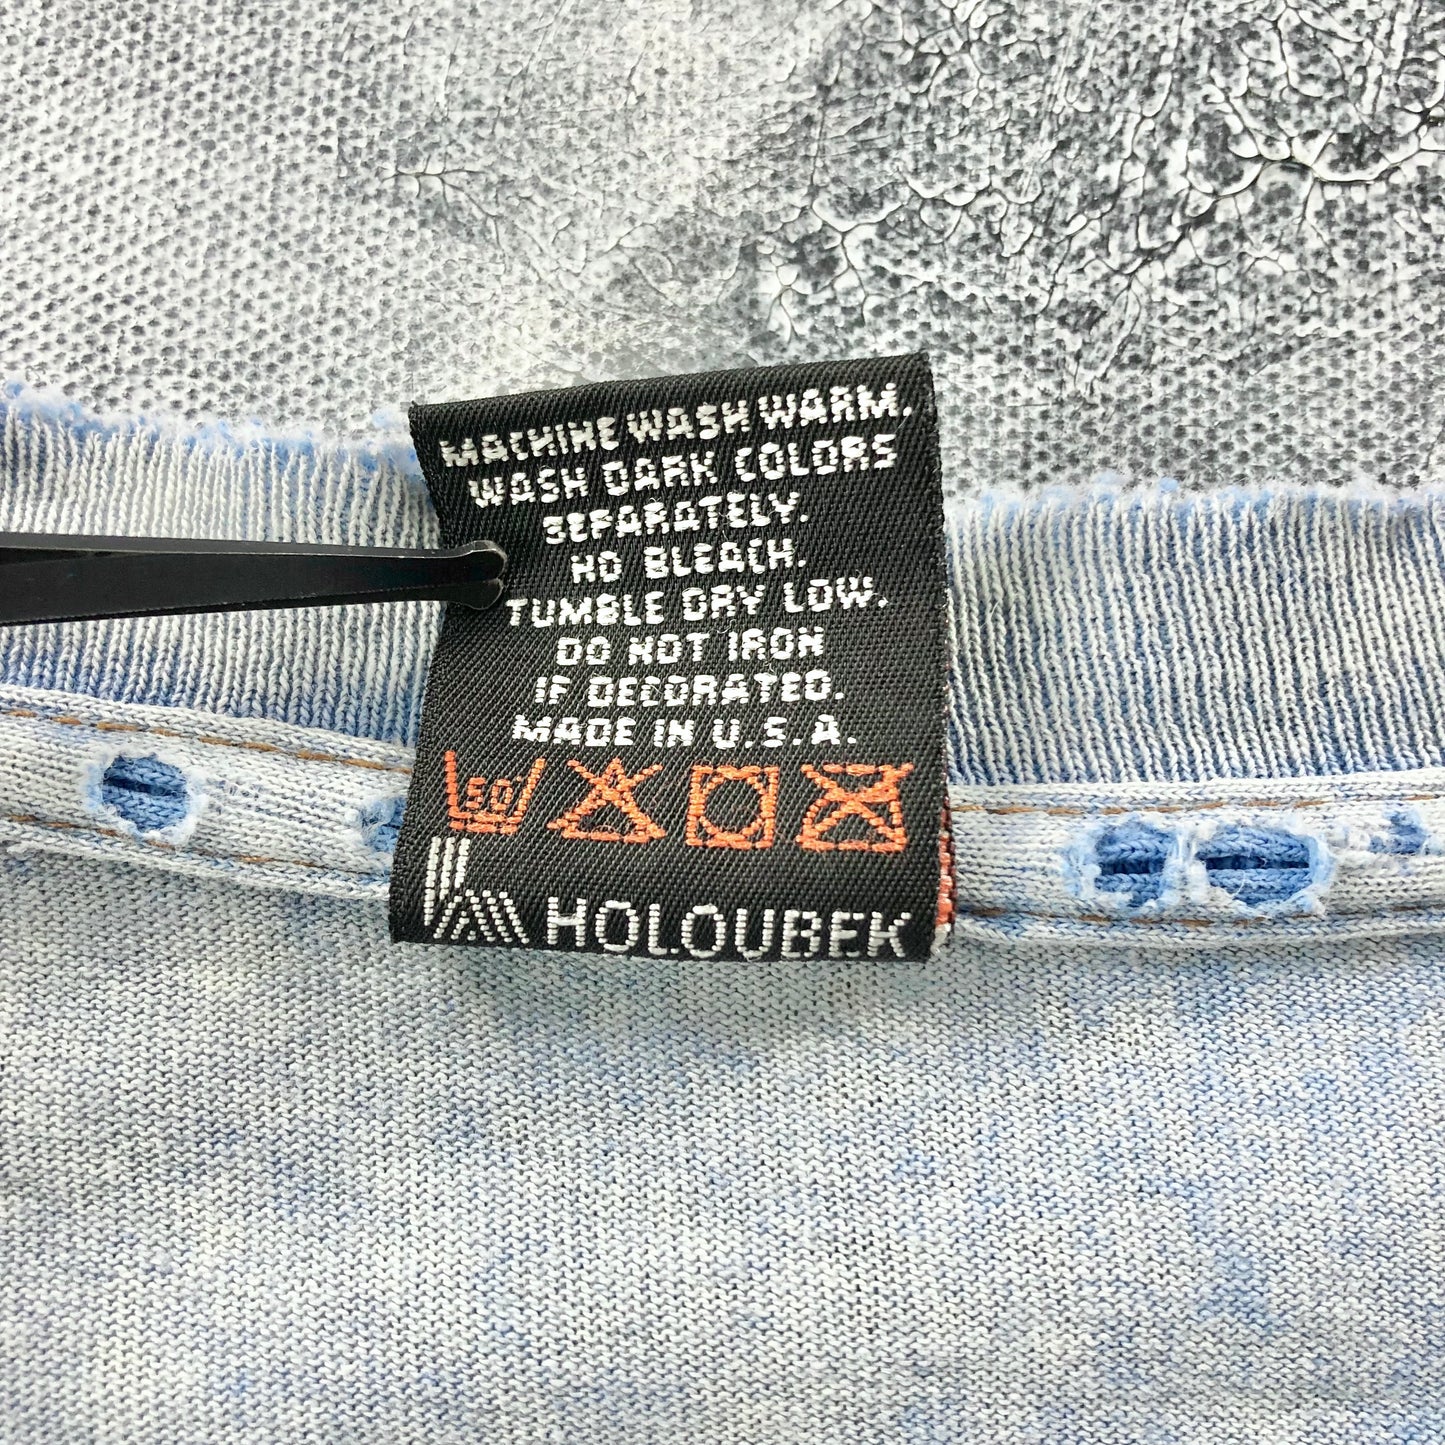 MACHINE WASH WARM.
WASH DARK COLORS
SEPARATELY.
NO BLEACH.
TUMBLE DRY LOW.
DO NOT IRON
IF DECORATED.
MADE IN U.S.A.
50
HOLOUBEK